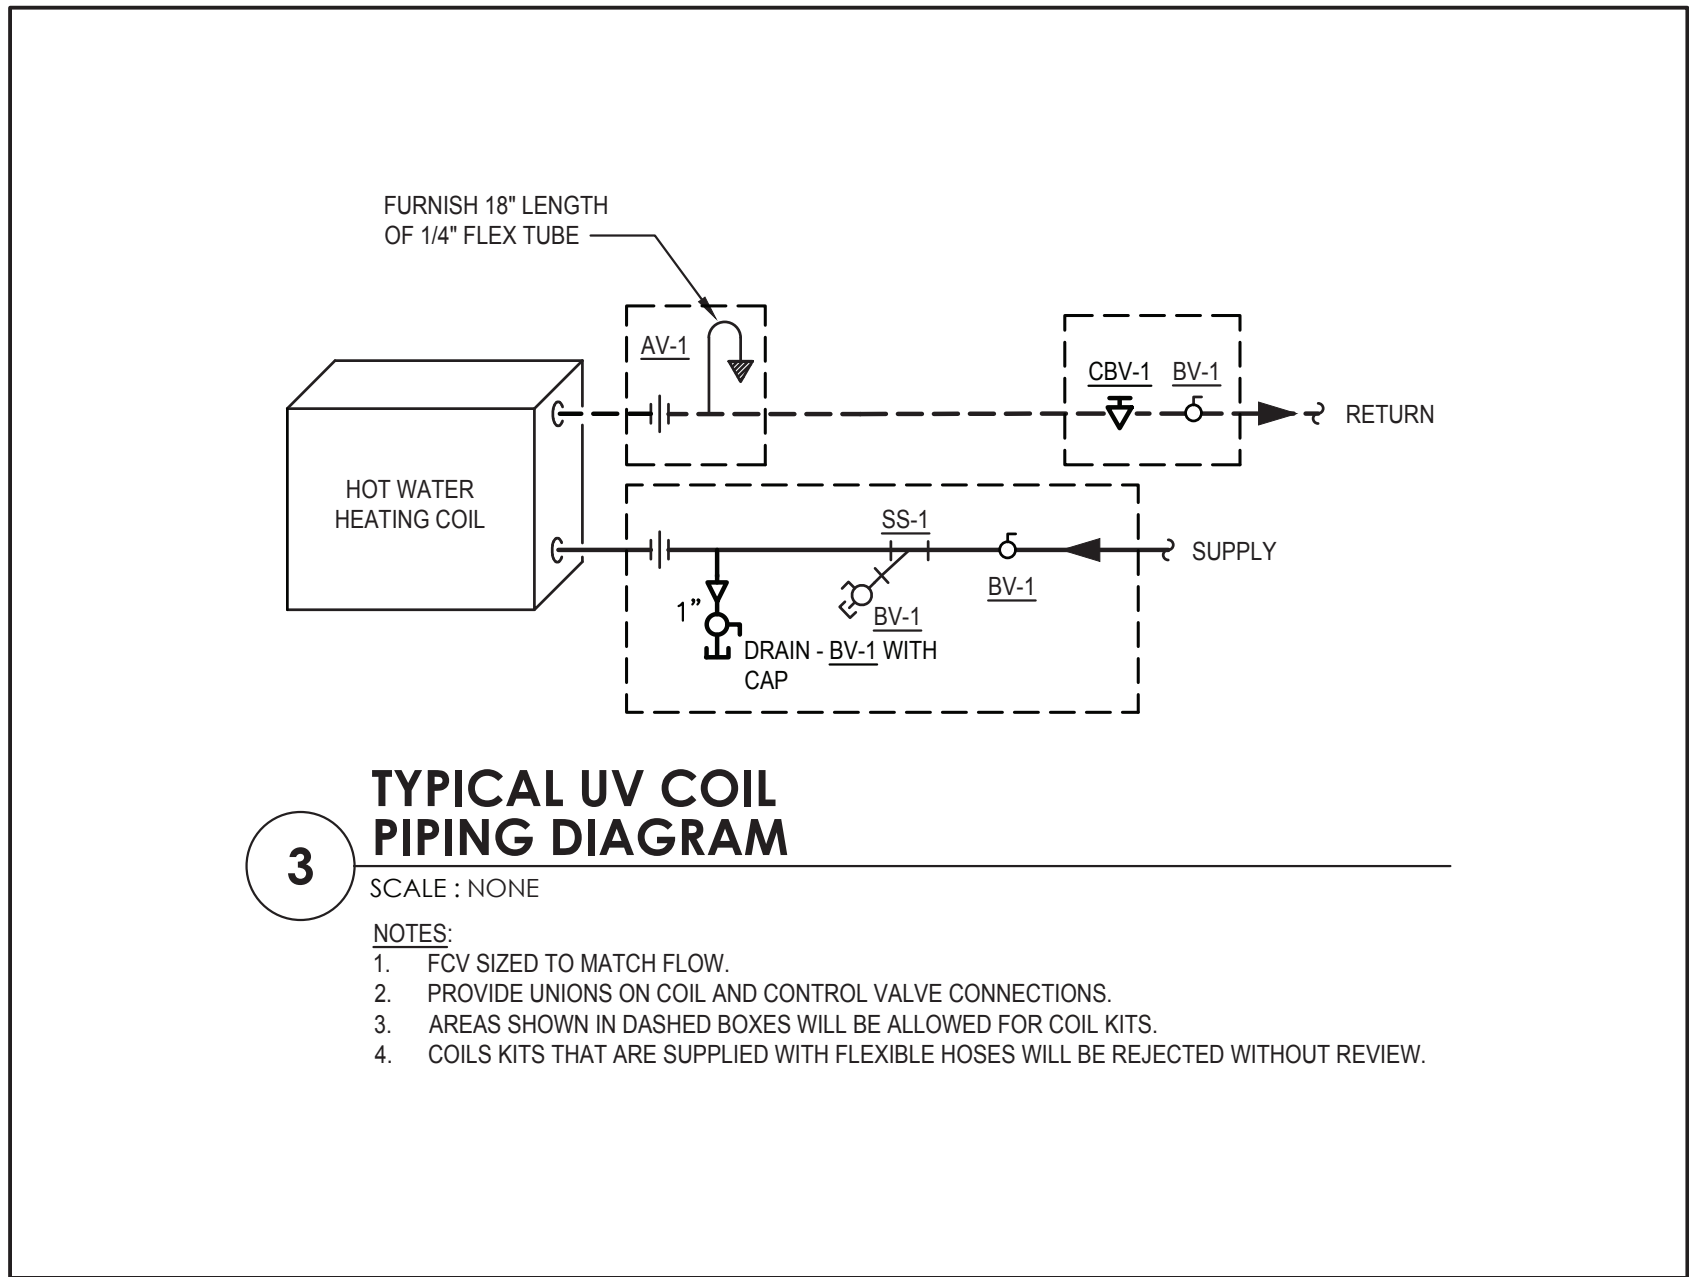 FURNISH 18" LENGTH
OF 1/4" FLEX TUBE
AV-1
CBV-1 BV-1
RETURN
HOT WATER
HEATING COIL
SS-1
SUPPLY
BV-1
1”
BV-1
DRAIN - BV-1 WITH
CAP
TYPICAL UV COIL
PIPING DIAGRAM
3
SCALE : NONE
NOTES:
1. FCV SIZED TO MATCH FLOW.
2. PROVIDE UNIONS ON COIL AND CONTROL VALVE CONNECTIONS.
3. AREAS SHOWN IN DASHED BOXES WILL BE ALLOWED FOR COIL KITS.
4. COILS KITS THAT ARE SUPPLIED WITH FLEXIBLE HOSES WILL BE REJECTED WITHOUT REVIEW.